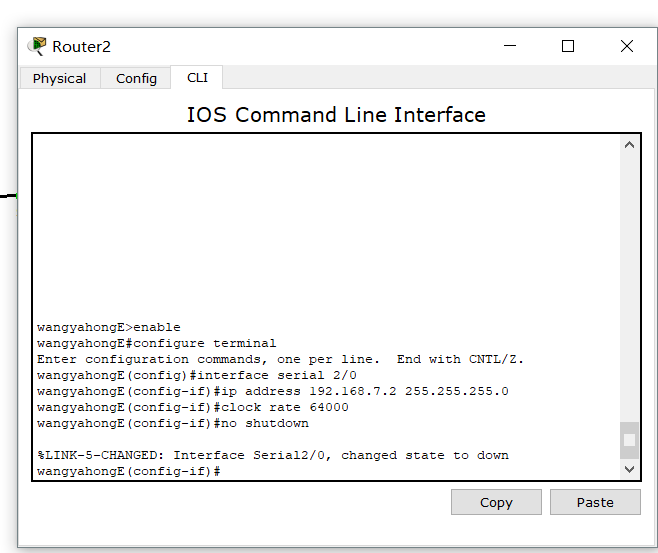 Router2
Physical Config CLI
IOS Command Line Interface
wangyahongE>enable
wangyahongE#configure terminal
Enter configuration commands, one per line.  End with CNTL/Z.
wangyahongE(config)#interface serial 2/0
wangyahongE(config-if)#ip address 192.168.7.2 255.255.255.0
wangyahongE(config-if)#clock rate 64000
wangyahongE(config-if)#no shutdown
%LINK-5-CHANGED: Interface Serial2/0, changed state to down
wangyahongE(config-if)#
Copy Paste